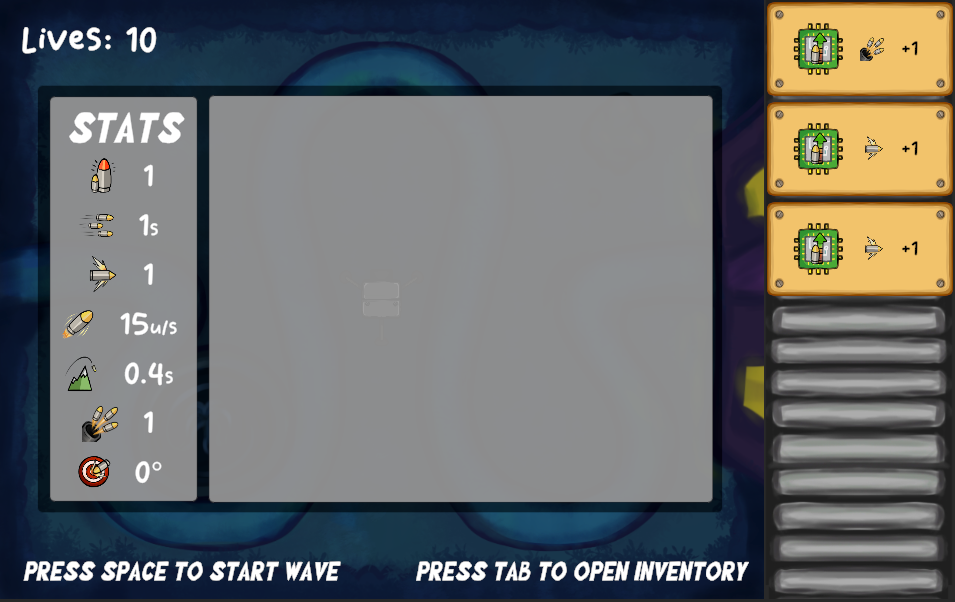 Lives: 10
STATS
1
1s
1
15u/s
0.4s
1
0°
+1
+1
+1
PRESS SPACE TO START WAVE
PRESS TAB TO OPEN INVENTORY